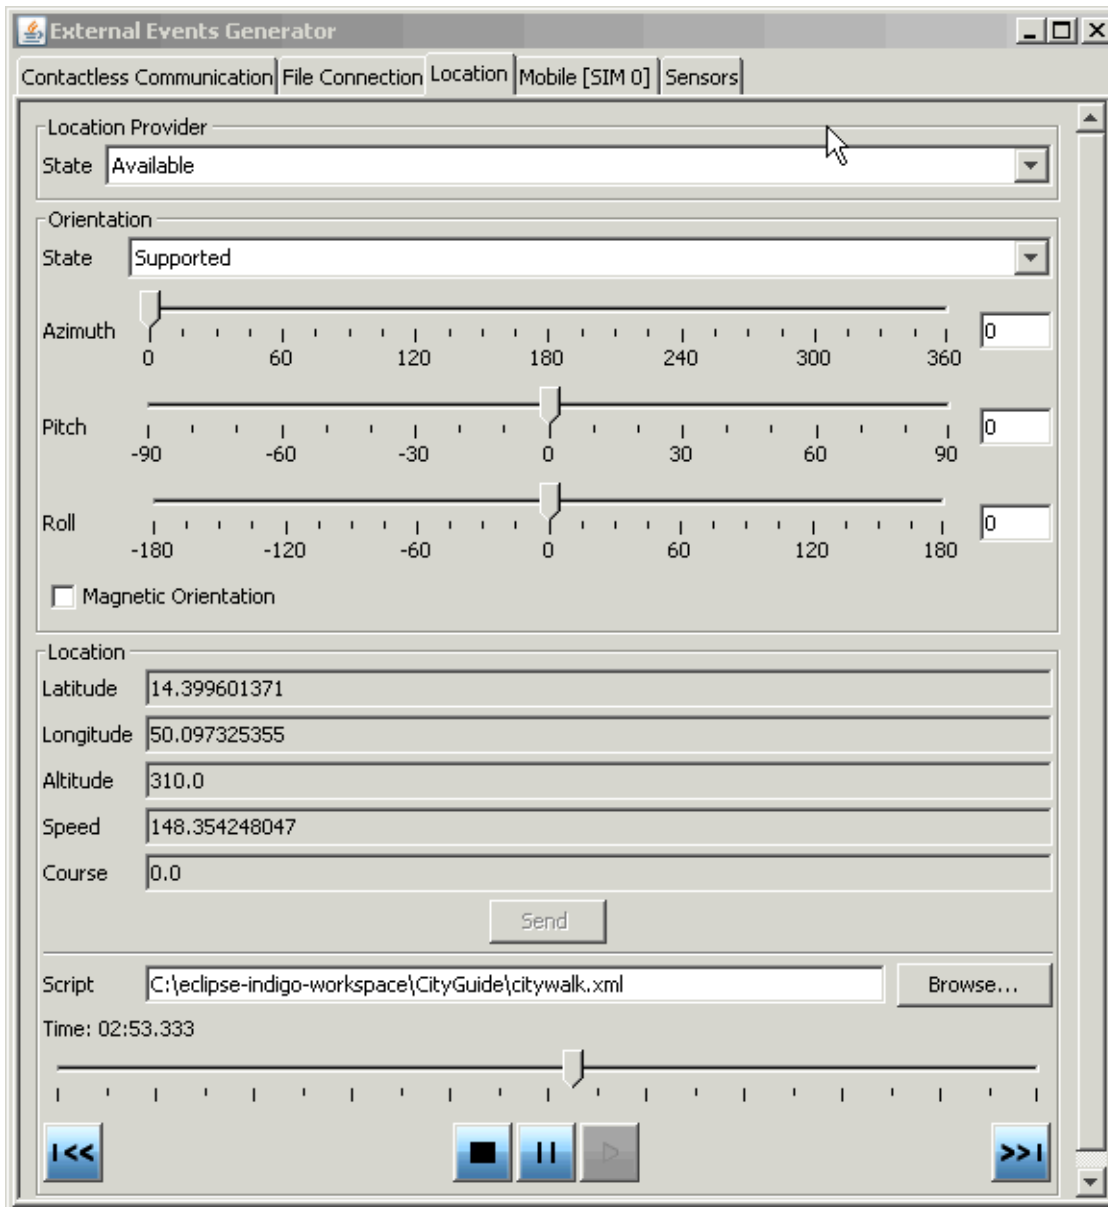 External Events Generator
Contactless Communication File Connection Location Mobile [SIM 0] Sensors
Location Provider
State Available
Orientation
State Supported
Azimuth 0
0 60 120 180 240 300 360
Pitch 0
-90 -60 -30 0 30 60 90
Roll 0
-180 -120 -60 0 60 120 180
Magnetic Orientation
Location
Latitude 14.399601371
Longitude 50.097325355
Altitude 310.0
Speed 148.354248047
Course 0.0
Send
Script C:\eclipse-indigo-workspace\CityGuide\citywalk.xml Browse...
Time: 02:53.333